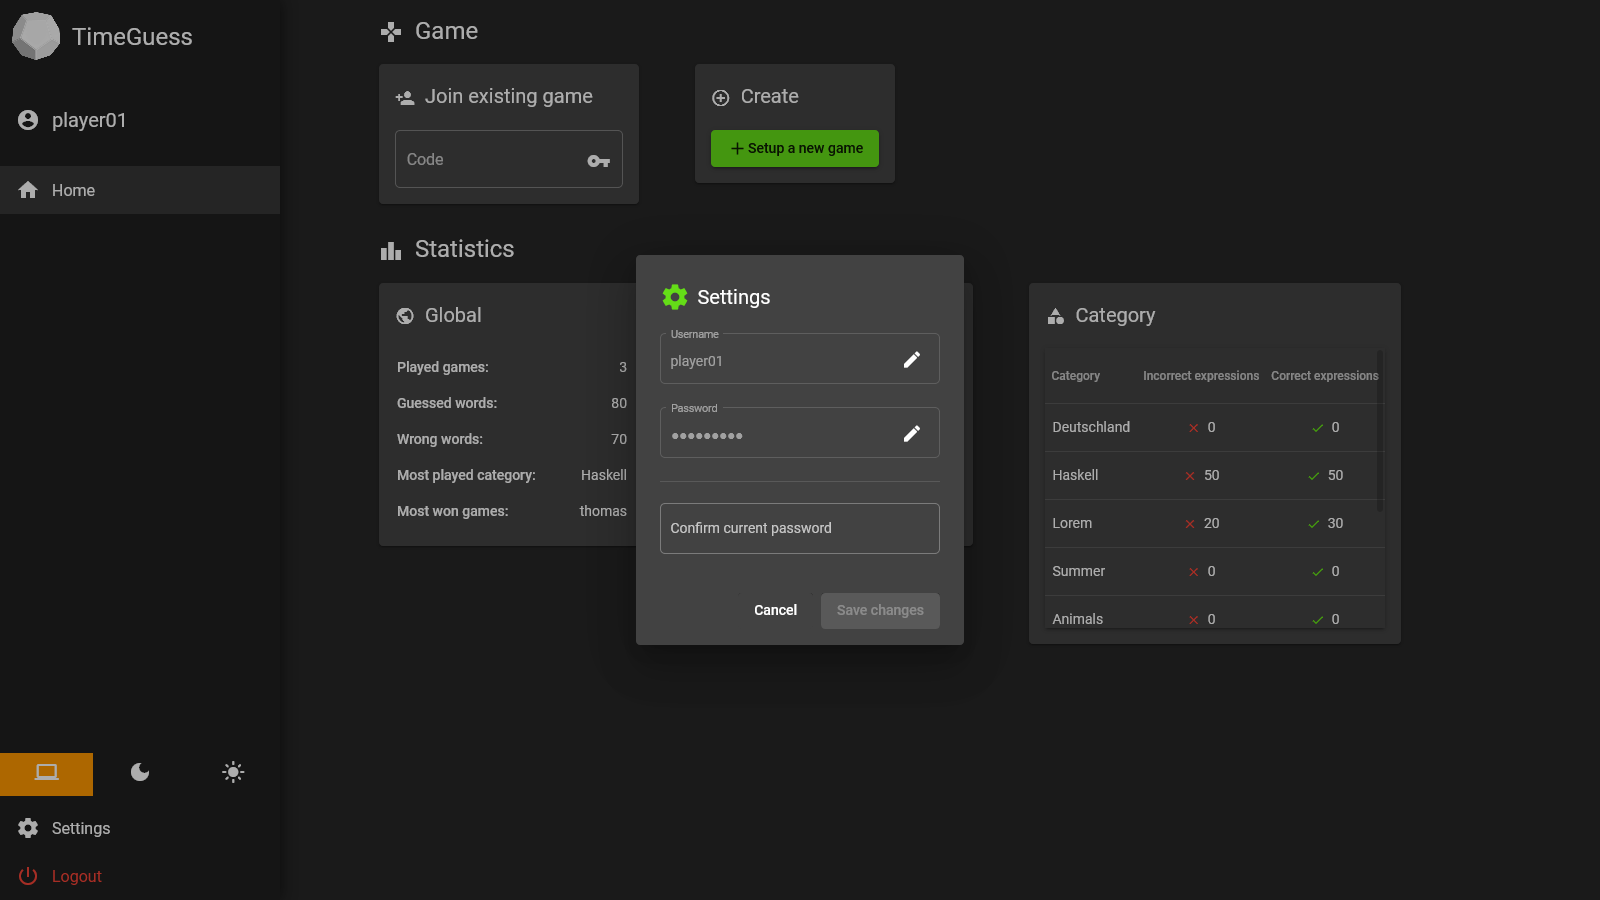 TimeGuess
player01
Home
Settings
Logout
Game
Join existing game
Code
Create
Setup a new game
Statistics
Global
Played games: 3
Guessed words: 80
Wrong words: 70
Most played category: Haskell
Most won games: thomas
Settings
Username
player01
Password
•••••••••
Confirm current password
Cancel Save changes
Category
Category Incorrect expressions Correct expressions
Deutschland 0 0
Haskell 50 50
Lorem 20 30
Summer 0 0
Animals 0 0